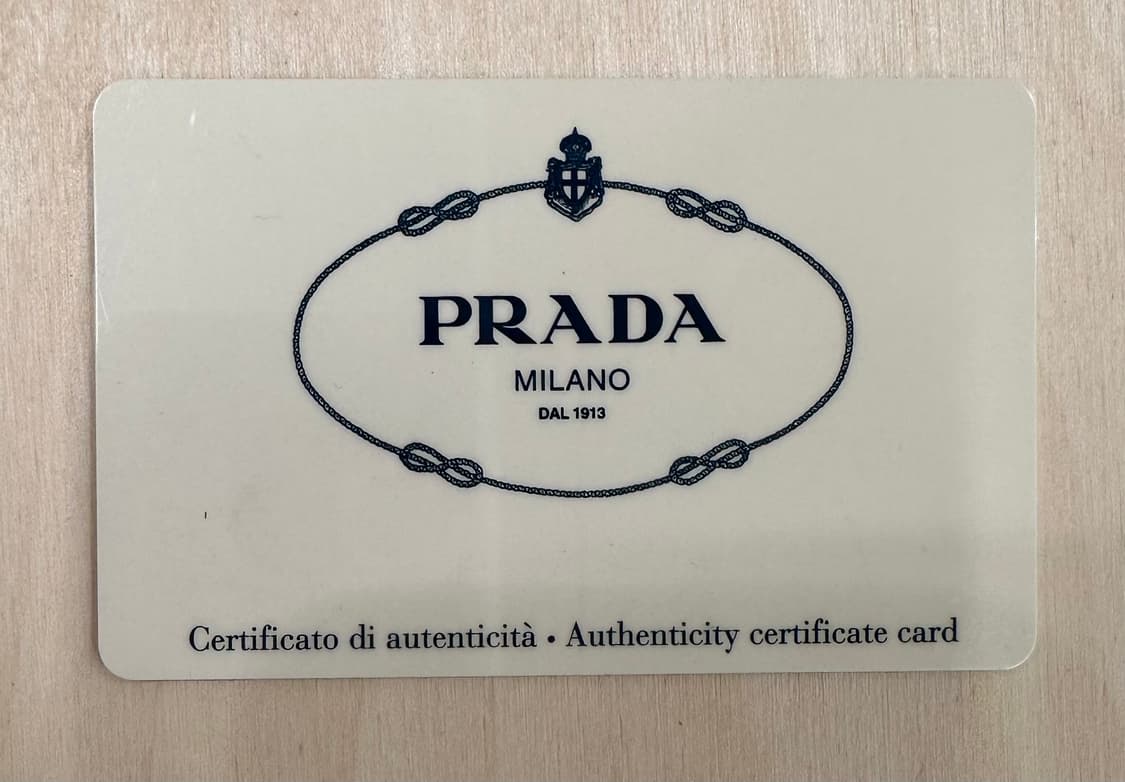 PRADA
MILANO
DAL 1913
Certificato di autenticità • Authenticity certificate card